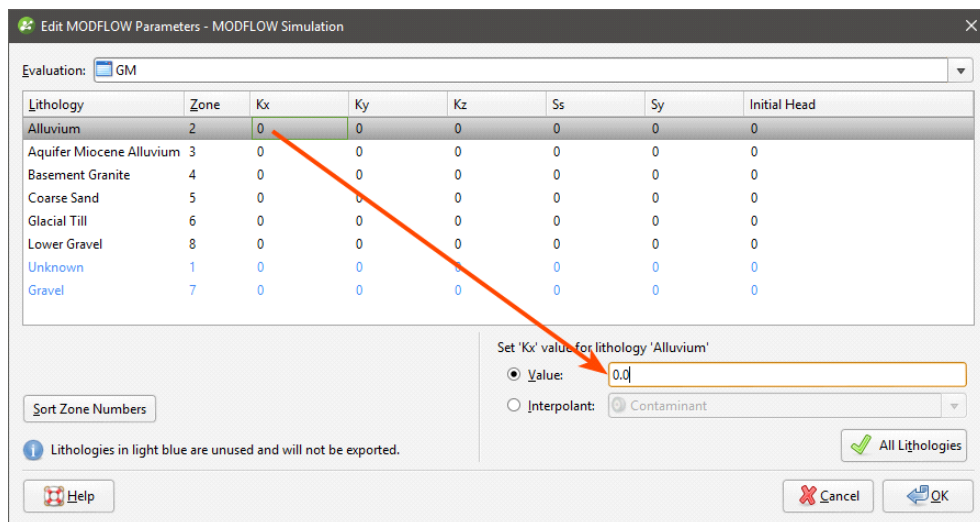 Edit MODFLOW Parameters - MODFLOW Simulation
Evaluation: GM
Lithology Zone Kx Ky Kz Ss Sy Initial Head
Alluvium 2 0 0 0 0 0 0
Aquifer Miocene Alluvium 3 0 0 0 0 0 0
Basement Granite 4 0 0 0 0 0 0
Coarse Sand 5 0 0 0 0 0 0
Glacial Till 6 0 0 0 0 0 0
Lower Gravel 8 0 0 0 0 0 0
Unknown 1 0 0 0 0 0 0
Gravel 7 0 0 0 0 0 0
Set 'Kx' value for lithology 'Alluvium'
Value: 0.0
Interpolant: Contaminant
Sort Zone Numbers
All Lithologies
Lithologies in light blue are unused and will not be exported.
Help Cancel OK